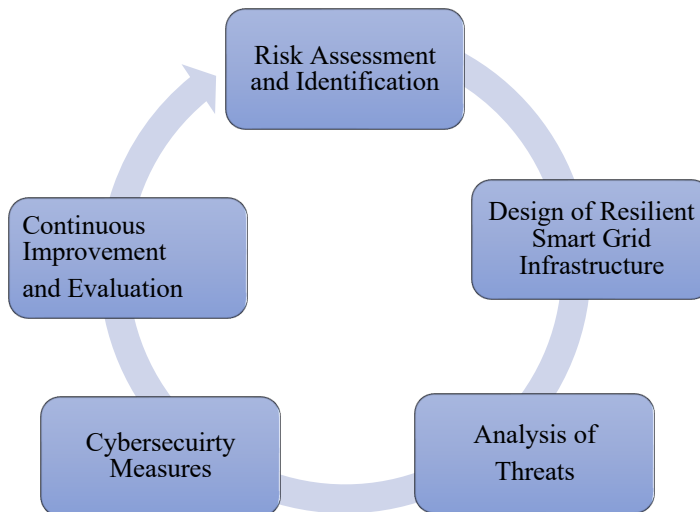 Risk Assessment
and Identification
Design of Resilient
Smart Grid
Infrastructure
Analysis of
Threats
Cybersecuirty
Measures
Continuous
Improvement
and Evaluation